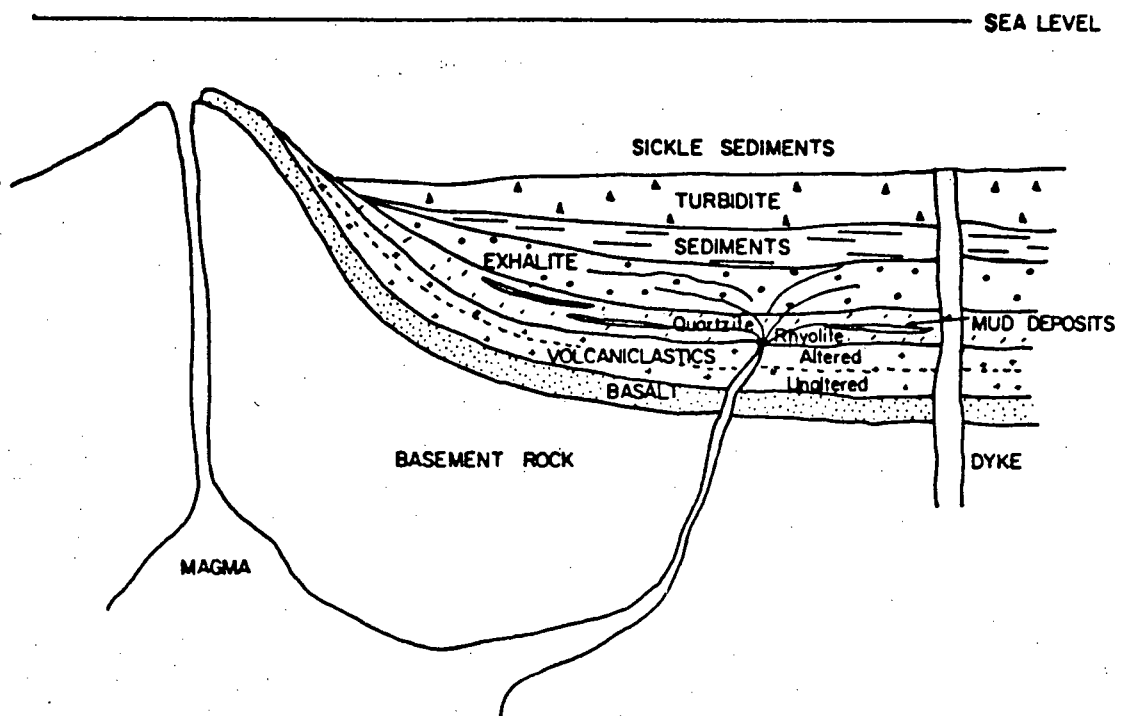 SEA LEVEL
SICKLE SEDIMENTS
TURBIDITE
SEDIMENTS
EXHALITE
Quartzite
Rhyolite
MUD DEPOSITS
VOLCANICLASTICS
Altered
BASALT
Unaltered
BASEMENT ROCK
DYKE
MAGMA